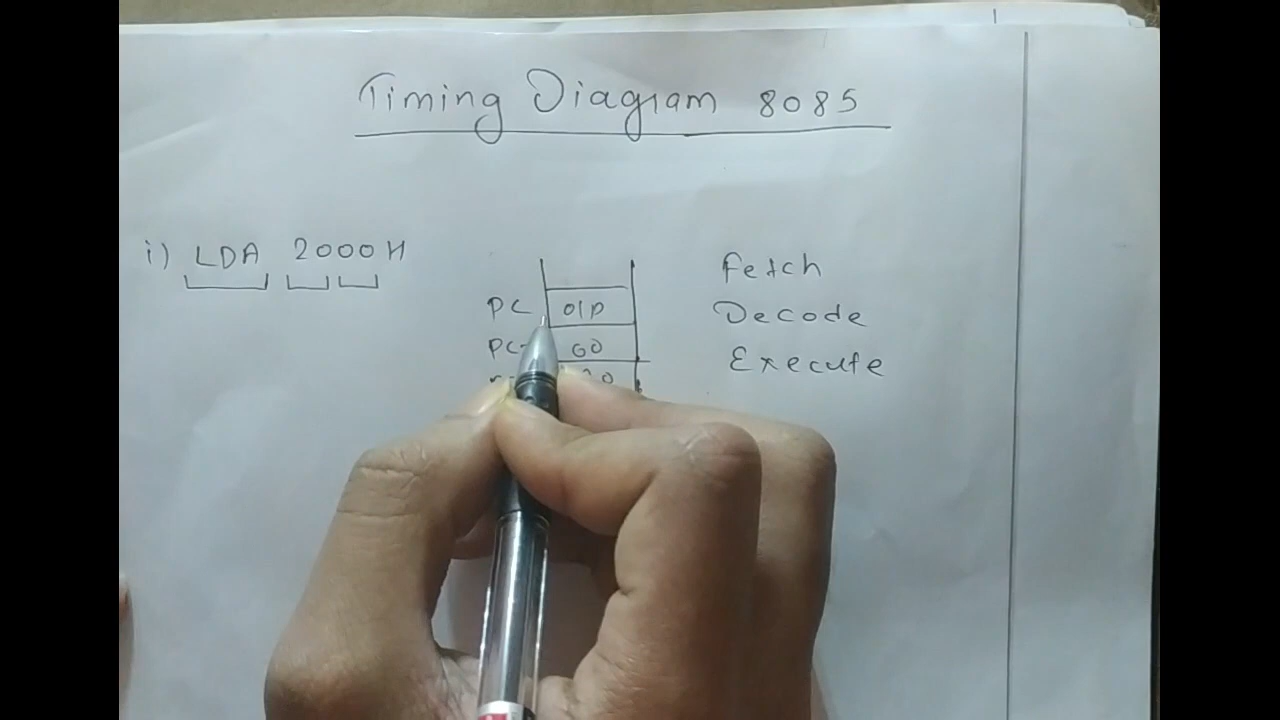 Timing Diagram 8085
i) LDA 2000H
PC O/P
PC 00
Fetch
Decode
Execute